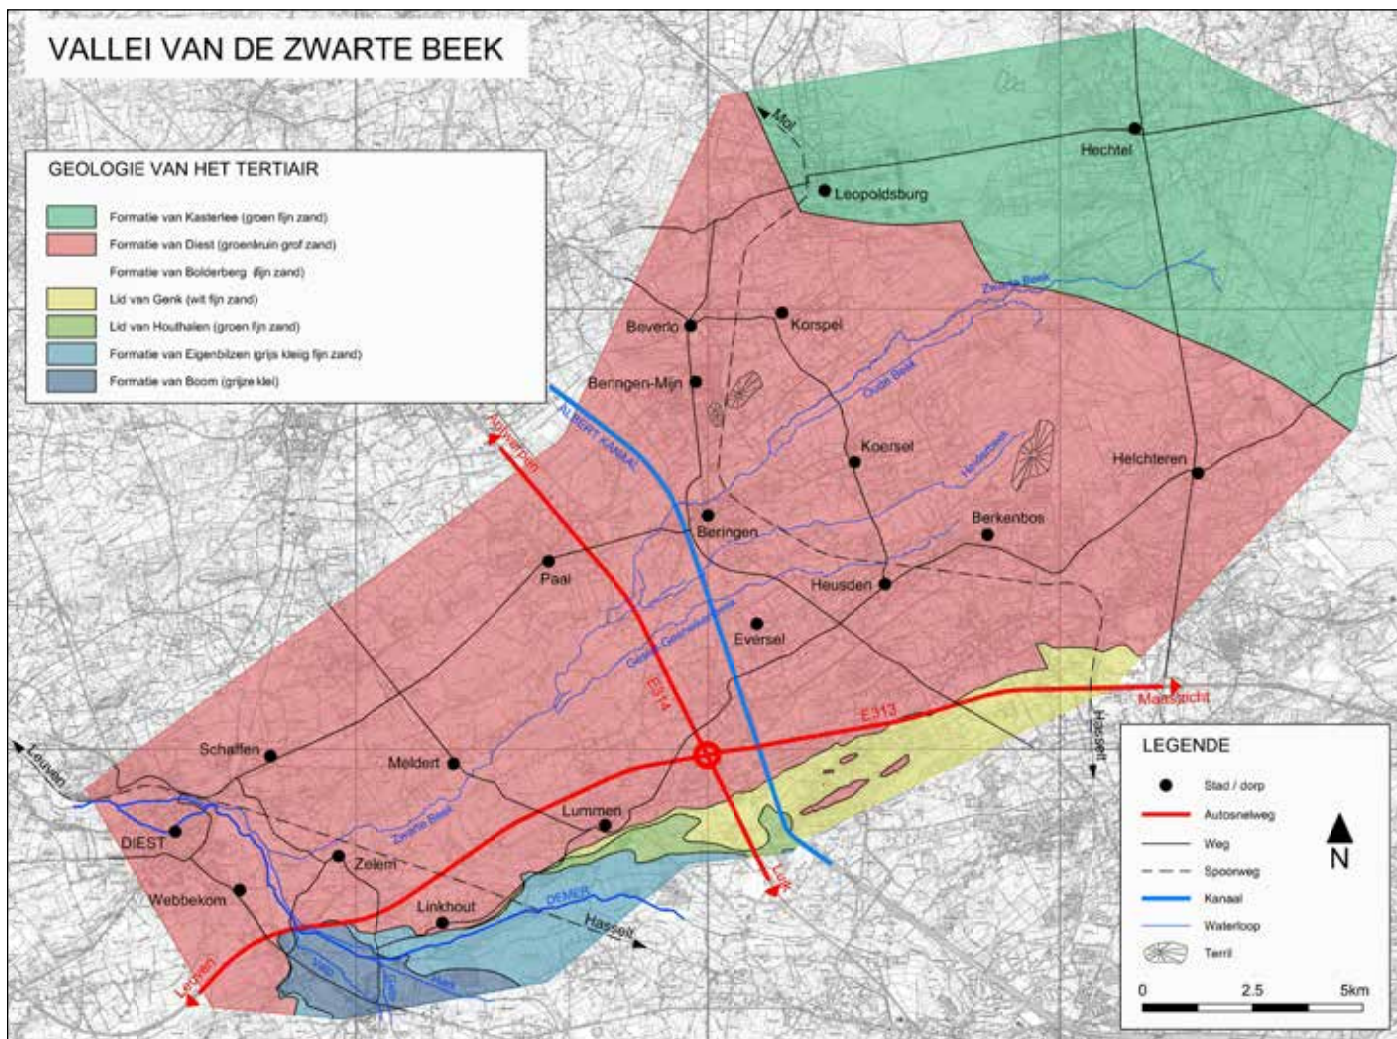 VALLEI VAN DE ZWARTE BEEK
GEOLOGIE VAN HET TERTIAIR
Formatie van Kasterlee (groen fijn zand)
Formatie van Diest (groenbruin grof zand)
Formatie van Bolderberg (fijn zand)
Lid van Genk (wit fijn zand)
Lid van Houthalen (groen fijn zand)
Formatie van Eigenbilzen (grijs kleiig fijn zand)
Formatie van Boom (grijze klei)
Mol
Hechtel
Leopoldsburg
Zwarte Beek
Beverlo
Korspel
Beringen-Mijn
Oude Beek
ALBERT KANAAL
Antwerpen
Koersel
Helderbeek
Helchteren
Beringen
Berkenbos
Paal
Heusden
Eversel
E314
E313
Maastricht
Hasselt
Leuven
Schaffen
Meldert
Lummen
Zwarte Beek
DIEST
Zelem
Luik
Webbekom
Linkhout
DEMER
Hasselt
Leuven
LEGENDE
Stad / dorp
Autosnelweg
Weg
Spoorweg
Kanaal
Waterloop
Terril
N
0 2.5 5km